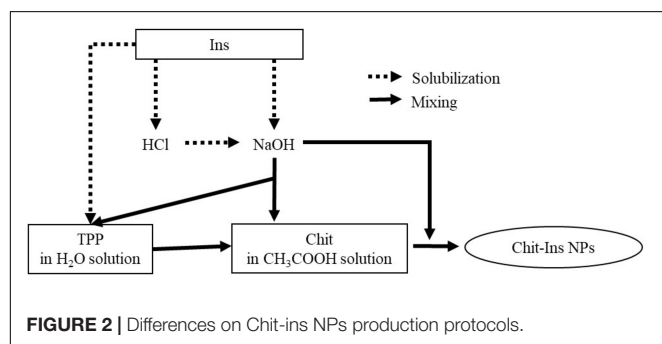 Ins
Solubilization
Mixing
HCl
NaOH
TPP
in H₂O solution
Chit
in CH₃COOH solution
Chit-Ins NPs
FIGURE 2 | Differences on Chit-ins NPs production protocols.